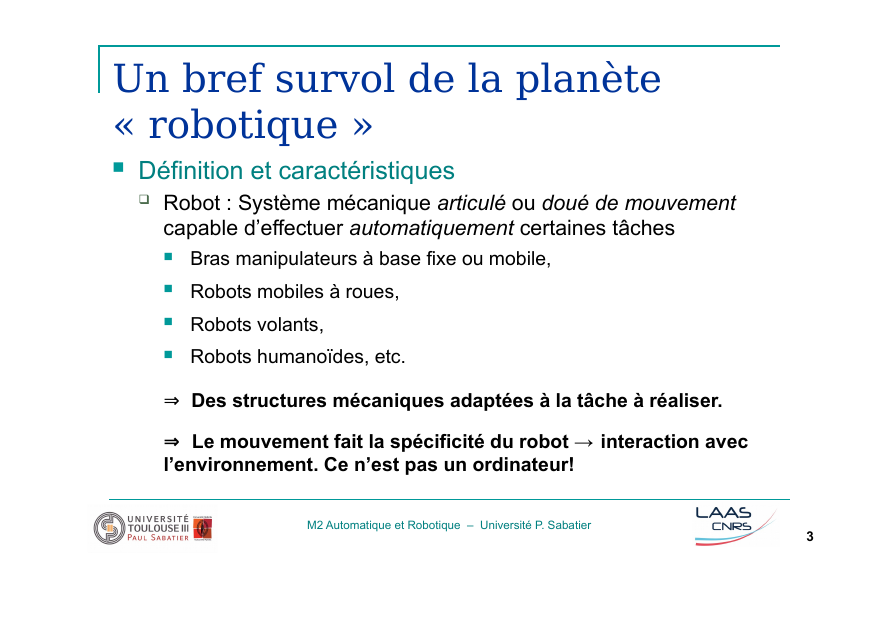 Un bref survol de la planète
« robotique »
■ Définition et caractéristiques
❑ Robot : Système mécanique articulé ou doué de mouvement
capable d’effectuer automatiquement certaines tâches
■ Bras manipulateurs à base fixe ou mobile,
■ Robots mobiles à roues,
■ Robots volants,
■ Robots humanoïdes, etc.
⇒ Des structures mécaniques adaptées à la tâche à réaliser.
⇒ Le mouvement fait la spécificité du robot → interaction avec
l’environnement. Ce n’est pas un ordinateur!
UNIVERSITÉ
TOULOUSE III
PAUL SABATIER
M2 Automatique et Robotique – Université P. Sabatier
LAAS
CNRS
3